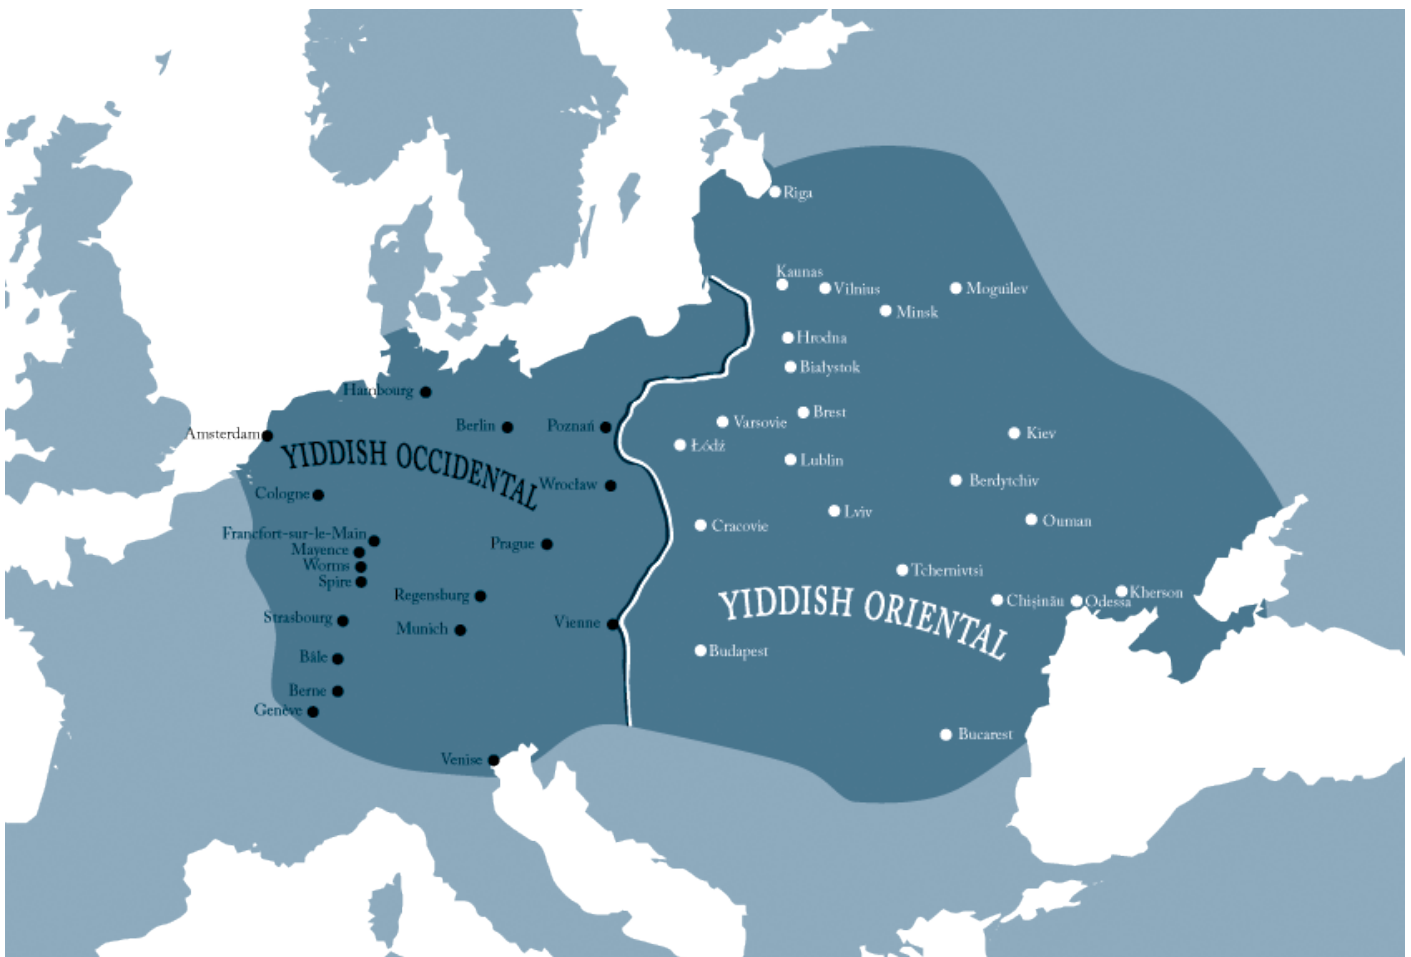 Riga
Kaunas
Vilnius
Moguilev
Minsk
Hrodna
Białystok
Hambourg
Brest
Varsovie
Berlin
Poznań
Kiev
Amsterdam
Łódź
YIDDISH OCCIDENTAL
Lublin
Berdytchiv
Wrocław
Cologne
Lviv
Ouman
Cracovie
Francfort-sur-le-Main
Prague
Mayence
Worms
Tchernivtsi
Spire
Regensburg
Kherson
Chișinău
Odessa
YIDDISH ORIENTAL
Strasbourg
Vienne
Munich
Budapest
Bâle
Berne
Genève
Bucarest
Venise